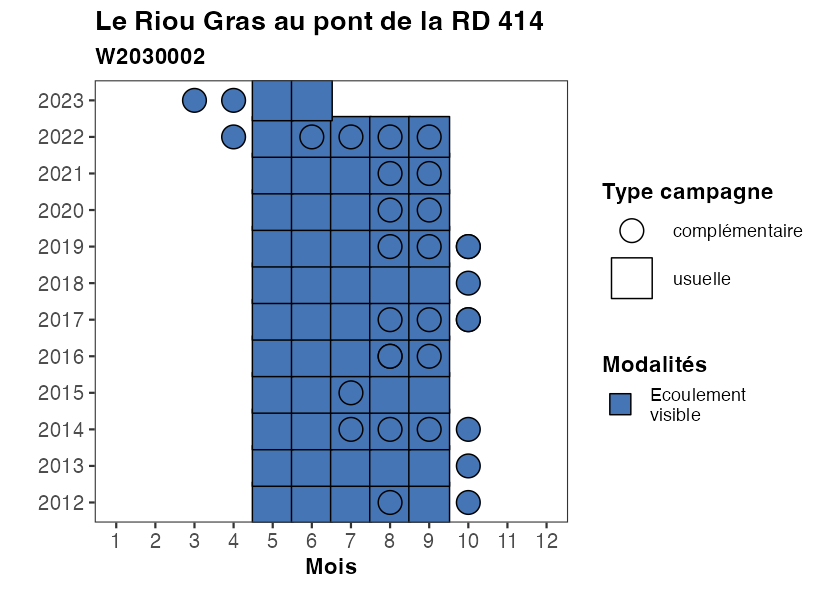 Le Riou Gras au pont de la RD 414
W2030002
2023
2022
2021
2020
2019
2018
2017
2016
2015
2014
2013
2012
1 2 3 4 5 6 7 8 9 10 11 12
Mois
Type campagne
complémentaire
usuelle
Modalités
Ecoulement
visible